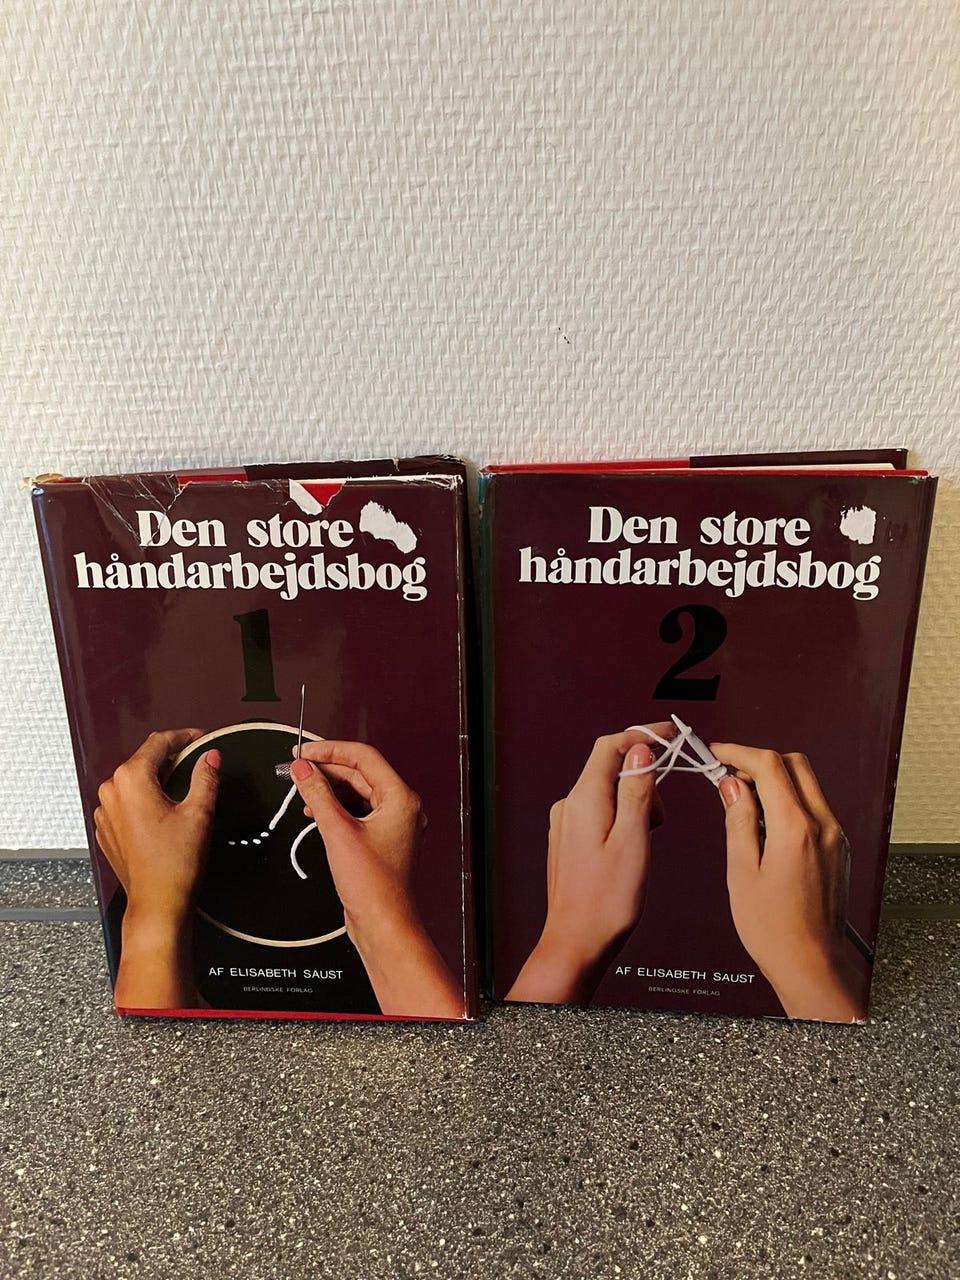 Den store
håndarbejdsbog
1
AF ELISABETH SAUST
BERLINGSKE FORLAG
Den store
håndarbejdsbog
2
AF ELISABETH SAUST
BERLINGSKE FORLAG